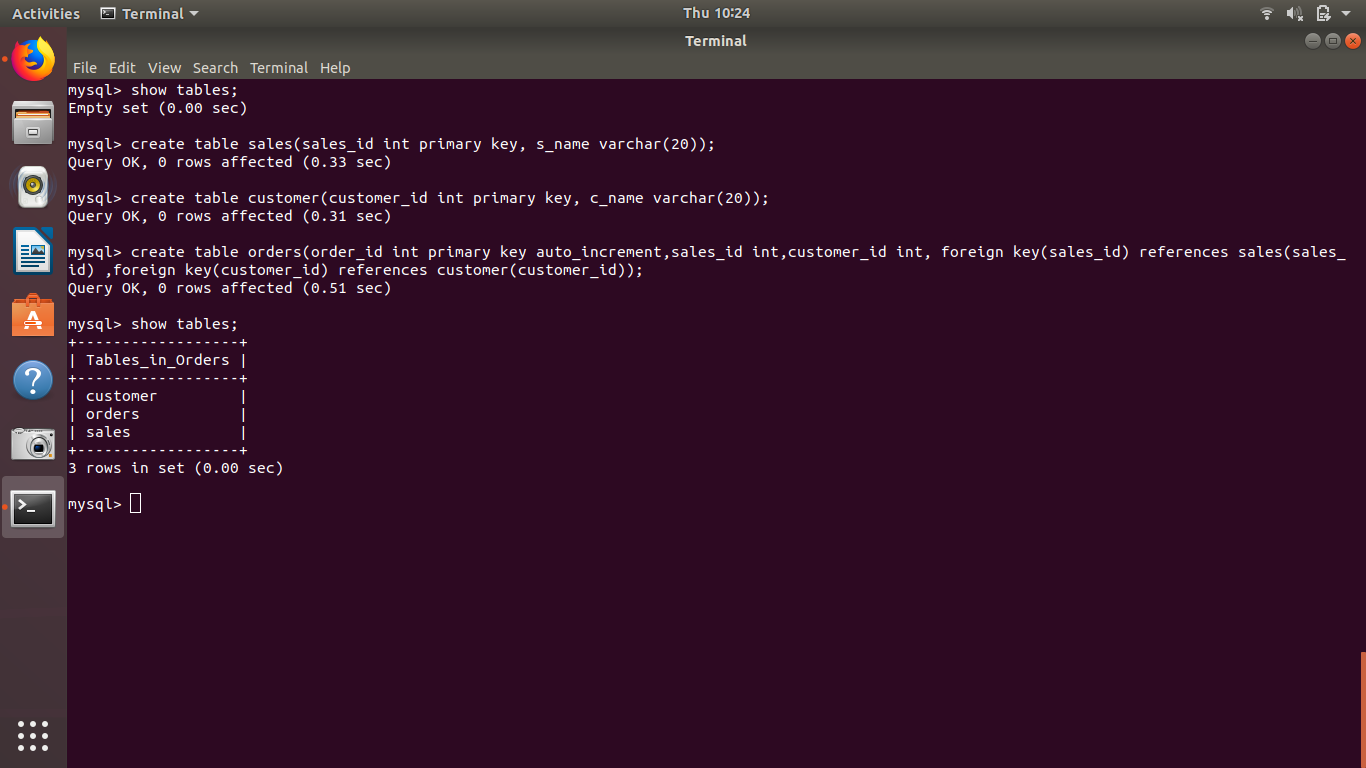 Activities Terminal Thu 10:24
Terminal
File Edit View Search Terminal Help
mysql> show tables;
Empty set (0.00 sec)
mysql> create table sales(sales_id int primary key, s_name varchar(20));
Query OK, 0 rows affected (0.33 sec)
mysql> create table customer(customer_id int primary key, c_name varchar(20));
Query OK, 0 rows affected (0.31 sec)
mysql> create table orders(order_id int primary key auto_increment,sales_id int,customer_id int, foreign key(sales_id) references sales(sales_
id) ,foreign key(customer_id) references customer(customer_id));
Query OK, 0 rows affected (0.51 sec)
mysql> show tables;
+------------------+
| Tables_in_Orders |
+------------------+
| customer         |
| orders           |
| sales            |
+------------------+
3 rows in set (0.00 sec)
mysql>